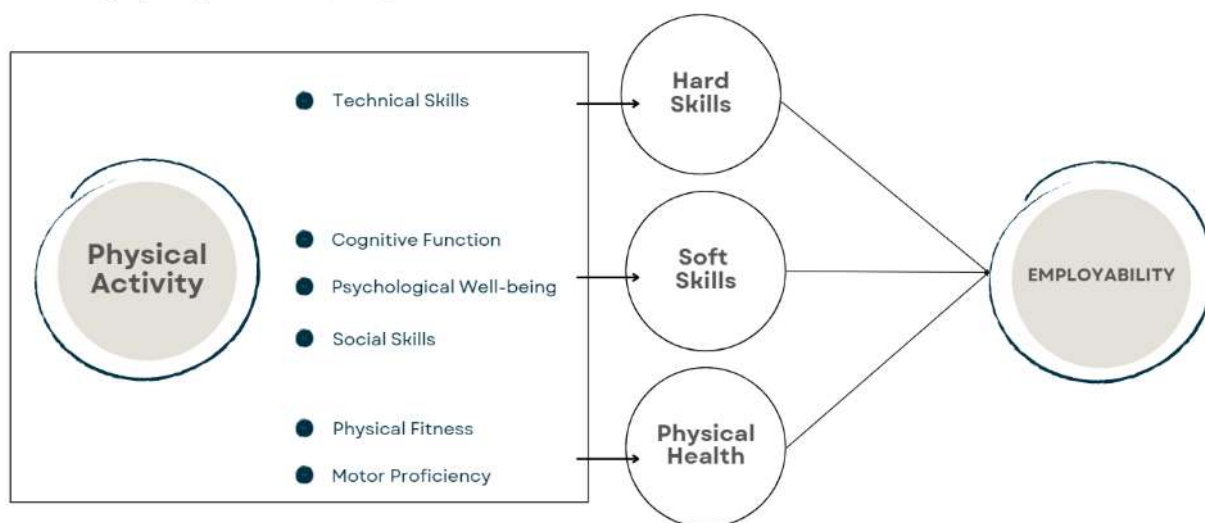 Physical
Activity
Technical Skills
Cognitive Function
Psychological Well-being
Social Skills
Physical Fitness
Motor Proficiency
Hard
Skills
Soft
Skills
Physical
Health
EMPLOYABILITY